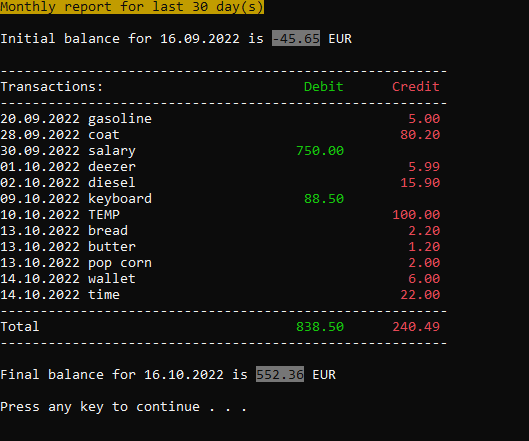 Monthly report for last 30 day(s)
Initial balance for 16.09.2022 is -45.65 EUR
--------------------------------------------------------
Transactions:                         Debit      Credit
--------------------------------------------------------
20.09.2022 gasoline                                5.00
28.09.2022 coat                                   80.20
30.09.2022 salary                    750.00
01.10.2022 deezer                                  5.99
02.10.2022 diesel                                 15.90
09.10.2022 keyboard                   88.50
10.10.2022 TEMP                                  100.00
13.10.2022 bread                                   2.20
13.10.2022 butter                                  1.20
13.10.2022 pop corn                                2.00
14.10.2022 wallet                                  6.00
14.10.2022 time                                   22.00
--------------------------------------------------------
Total                                838.50      240.49
--------------------------------------------------------
Final balance for 16.10.2022 is 552.36 EUR
Press any key to continue . . .